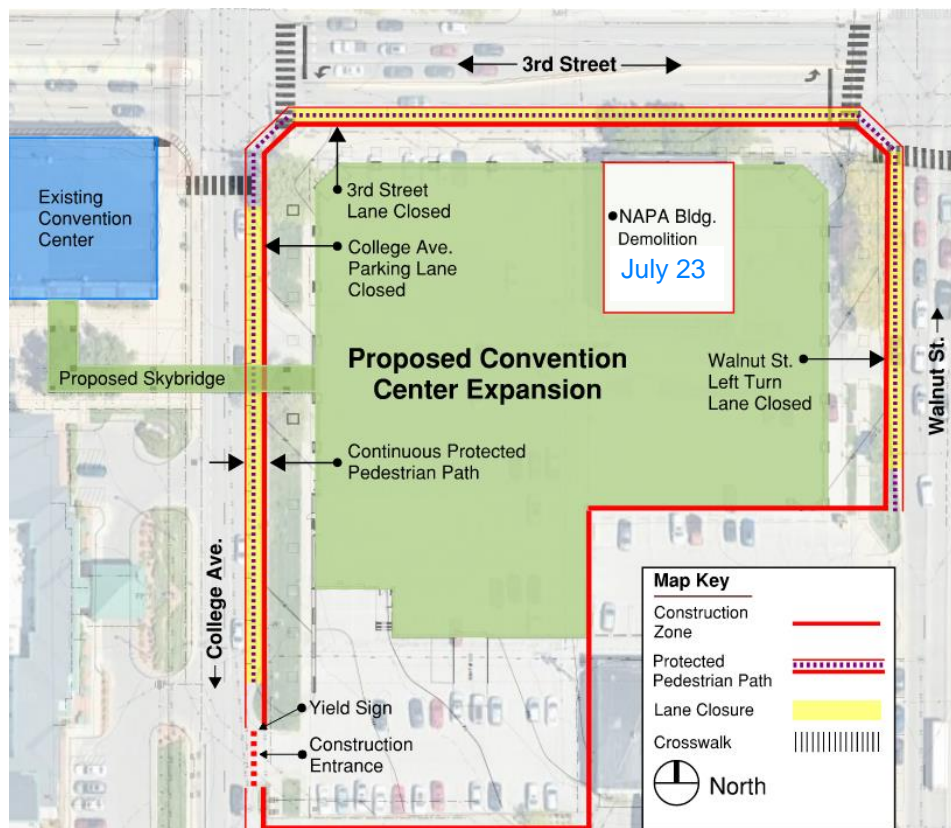 3rd Street
Existing
Convention
Center
3rd Street
Lane Closed
NAPA Bldg.
Demolition
July 23
College Ave.
Parking Lane
Closed
Proposed Convention
Center Expansion
Walnut St.
Left Turn
Lane Closed
Walnut St.
Proposed Skybridge
Continuous Protected
Pedestrian Path
College Ave.
Yield Sign
Construction
Entrance
Map Key
Construction
Zone
Protected
Pedestrian Path
Lane Closure
Crosswalk
North